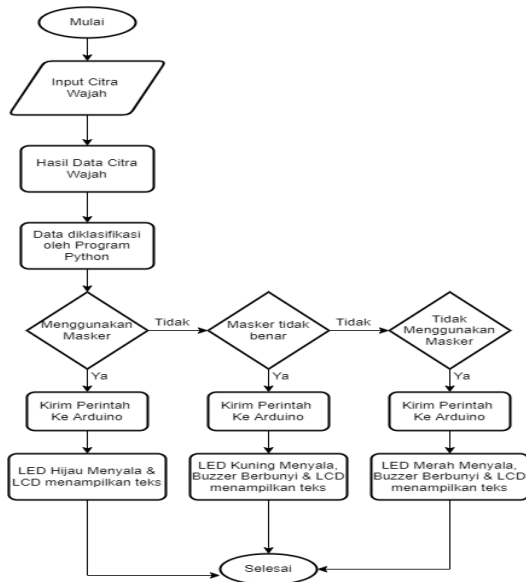 Mulai
Input Citra
Wajah
Hasil Data Citra
Wajah
Data diklasifikasi
oleh Program
Python
Menggunakan
Masker
Tidak
Masker tidak
benar
Tidak
Tidak
Menggunakan
Masker
Ya
Ya
Ya
Kirim Perintah
Ke Arduino
Kirim Perintah
Ke Arduino
Kirim Perintah
Ke Arduino
LED Hijau Menyala &
LCD menampilkan teks
LED Kuning Menyala,
Buzzer Berbunyi & LCD
menampilkan teks
LED Merah Menyala,
Buzzer Berbunyi & LCD
menampilkan teks
Selesai